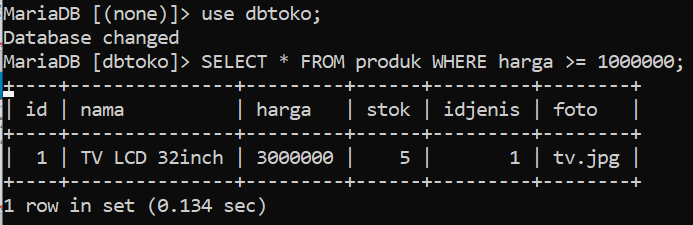 MariaDB [(none)]> use dbtoko;
Database changed
MariaDB [dbtoko]> SELECT * FROM produk WHERE harga >= 1000000;
+----+---------------+---------+------+---------+--------+
| id | nama          | harga   | stok | idjenis | foto   |
+----+---------------+---------+------+---------+--------+
|  1 | TV LCD 32inch | 3000000 |    5 |       1 | tv.jpg |
+----+---------------+---------+------+---------+--------+
1 row in set (0.134 sec)